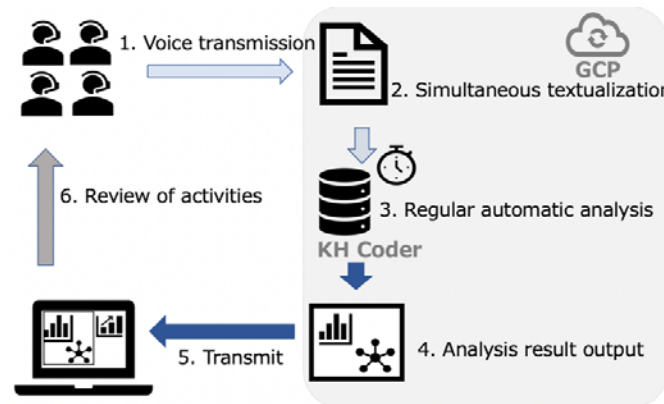 1. Voice transmission
GCP
2. Simultaneous textualization
3. Regular automatic analysis
KH Coder
4. Analysis result output
5. Transmit
6. Review of activities